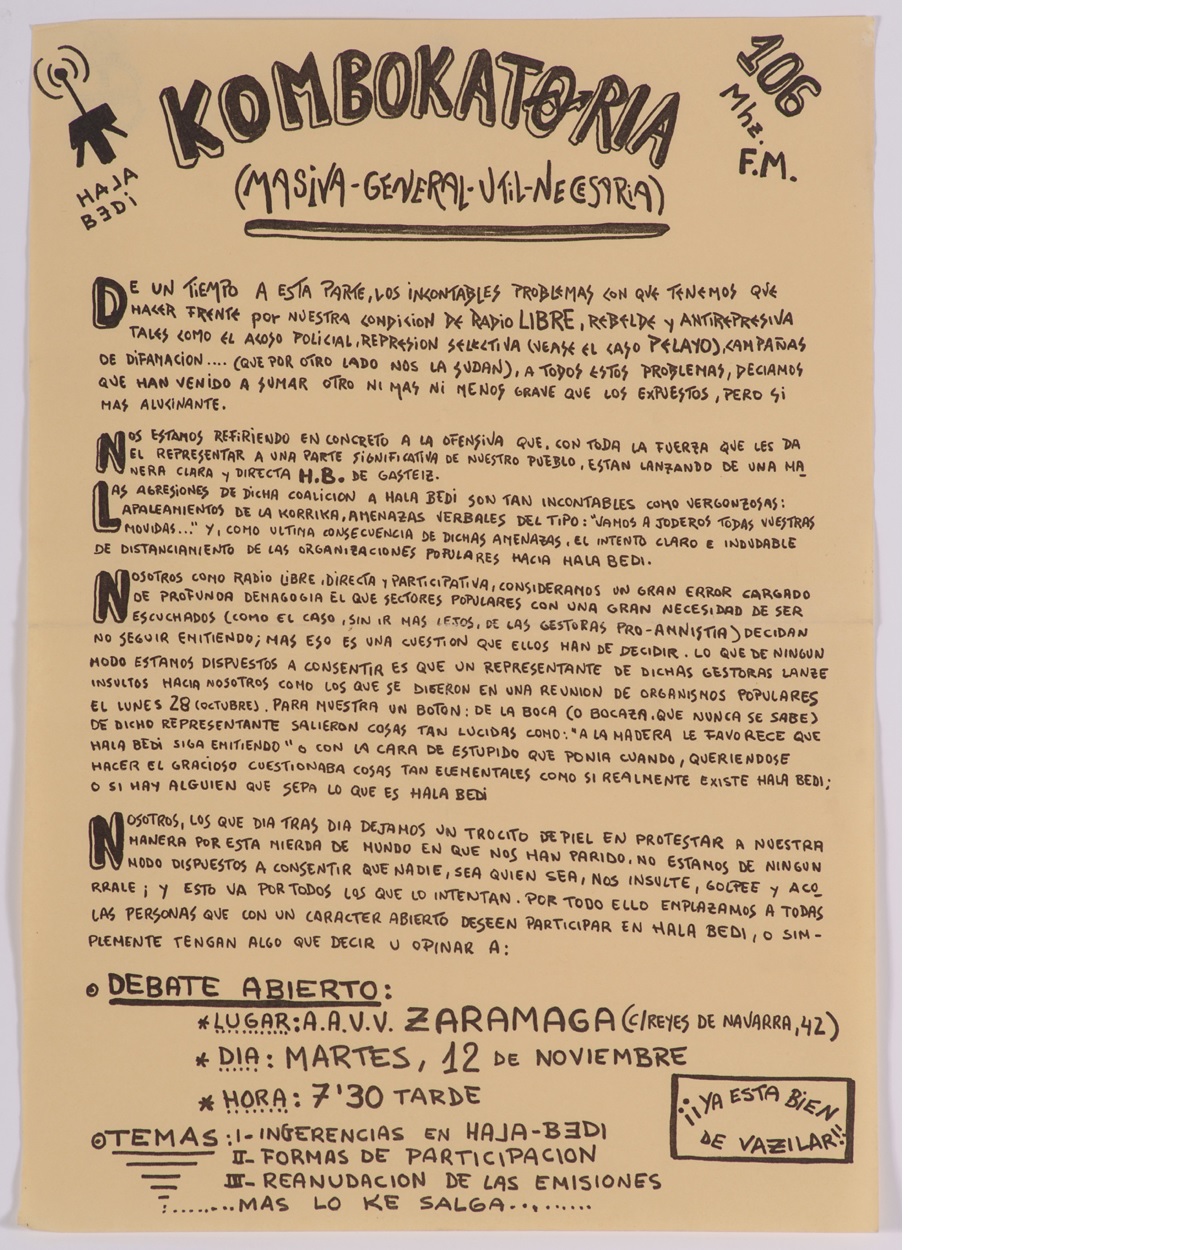 KOMBOKATORIA
106
Mhz.
F.M.
HAJA
BƎDi
(MASiVA-GENERAL-UTiL-NECESARiA)
DE UN TiEMPO A ESTA PARTE, LOS iNCONTABLES PROBLEMAS CON QUE TENEMOS QUE
HACER FRENTE por NUESTRA CONDiCiON DE RADiO LIBRE, REBELDE y ANTiREPRESiVA
TALES COMO EL ACOSO POLiCiAL, REPRESiON SELECTiVA (VEASE EL CASO PELAYO), CAMPAÑAS
DE DiFAMACiON.... (QUE POR OTRO LADO NOS LA SUDAN), A TODOS ESTOS PROBLEMAS, DECIAMOS
QUE HAN VENIDO A SUMAR OTRO NI MAS NI MENOS GRAVE QUE LOS EXPUESTOS, PERO SI
MAS ALUCINANTE.
NOS ESTAMOS REFIRIENDO EN CONCRETO A LA OFENSIVA QUE, CON TODA LA FUERZA QUE LES DA
EL REPRESENTAR A UNA PARTE SIGNIFICATIVA DE NUESTRO PUEBLO, ESTAN LANZANDO DE UNA MA_
NERA CLARA y DIRECTA H.B. DE GASTEIZ.
LAS AGRESIONES DE DICHA COALICION A HALA BEDI SON TAN INCONTABLES COMO VERGONZOSAS:
APALEAMIENTOS DE LA KORRIKA, AMENAZAS VERBALES DEL TIPO: "VAMOS A JODEROS TODAS VUESTRAS
MOVIDAS..." Y, COMO ULTIMA CONSECUENCIA DE DICHAS AMENAZAS, EL INTENTO CLARO E INDUDABLE
DE DISTANCIAMIENTO DE LAS ORGANIZACIONES POPULARES HACIA HALA BEDI.
NOSOTROS COMO RADIO LIBRE, DIRECTA y PARTICIPATIVA, CONSIDERAMOS UN GRAN ERROR CARGADO
DE PROFUNDA DEMAGOGIA EL QUE SECTORES POPULARES CON UNA GRAN NECESIDAD DE SER
ESCUCHADOS (COMO EL CASO, SIN IR MAS LEJOS, DE LAS GESTORAS PRO-AMNISTIA) DECIDAN
NO SEGUIR EMITIENDO; MAS ESO ES UNA CUESTION QUE ELLOS HAN DE DECIDIR. LO QUE DE NINGUN
MODO ESTAMOS DISPUESTOS A CONSENTIR ES QUE UN REPRESENTANTE DE DICHAS GESTORAS LANZE
INSULTOS HACIA NOSOTROS COMO LOS QUE SE DIGERON EN UNA REUNION DE ORGANISMOS POPULARES
EL LUNES 28 (OCTUBRE). PARA MUESTRA UN BOTON: DE LA BOCA (O BOCAZA, QUE NUNCA SE SABE)
DE DICHO REPRESENTANTE SALIERON COSAS TAN LUCIDAS COMO: "A LA MADERA LE FAVORECE QUE
HALA BEDI SIGA EMITIENDO" O CON LA CARA DE ESTUPIDO QUE PONIA CUANDO, QUERIENDOSE
HACER EL GRACIOSO CUESTIONABA COSAS TAN ELEMENTALES COMO SI REALMENTE EXISTE HALA BEDI;
O SI HAY ALGUIEN QUE SEPA LO QUE ES HALA BEDI
NOSOTROS, LOS QUE DIA TRAS DIA DEJAMOS UN TROCITO DE PIEL EN PROTESTAR A NUESTRA
MANERA POR ESTA MIERDA DE MUNDO EN QUE NOS HAN PARIDO, NO ESTAMOS DE NINGUN
MODO DISPUESTOS A CONSENTIR QUE NADIE, SEA QUIEN SEA, NOS INSULTE, GOLPEE y ACO_
RRALE; Y ESTO VA POR TODOS LOS QUE LO INTENTAN. POR TODO ELLO EMPLAZAMOS A TODAS
LAS PERSONAS QUE CON UN CARACTER ABIERTO DESEEN PARTICIPAR EN HALA BEDI, O SIM-
PLEMENTE TENGAN ALGO QUE DECIR U OPINAR A:
DEBATE ABIERTO:
*LUGAR: A.A.V.V. ZARAMAGA (C/REYES DE NAVARRA, 42)
* DIA: MARTES, 12 DE NOVIEMBRE
* HORA: 7'30 TARDE
¡¡YA ESTA BiEN
DE VAZILAR!!
TEMAS: I- INGERENCIAS EN HAJA-BƎDI
II- FORMAS DE PARTICIPACION
III- REANUDACION DE LAS EMISIONES
?.......MAS LO KE SALGA.........